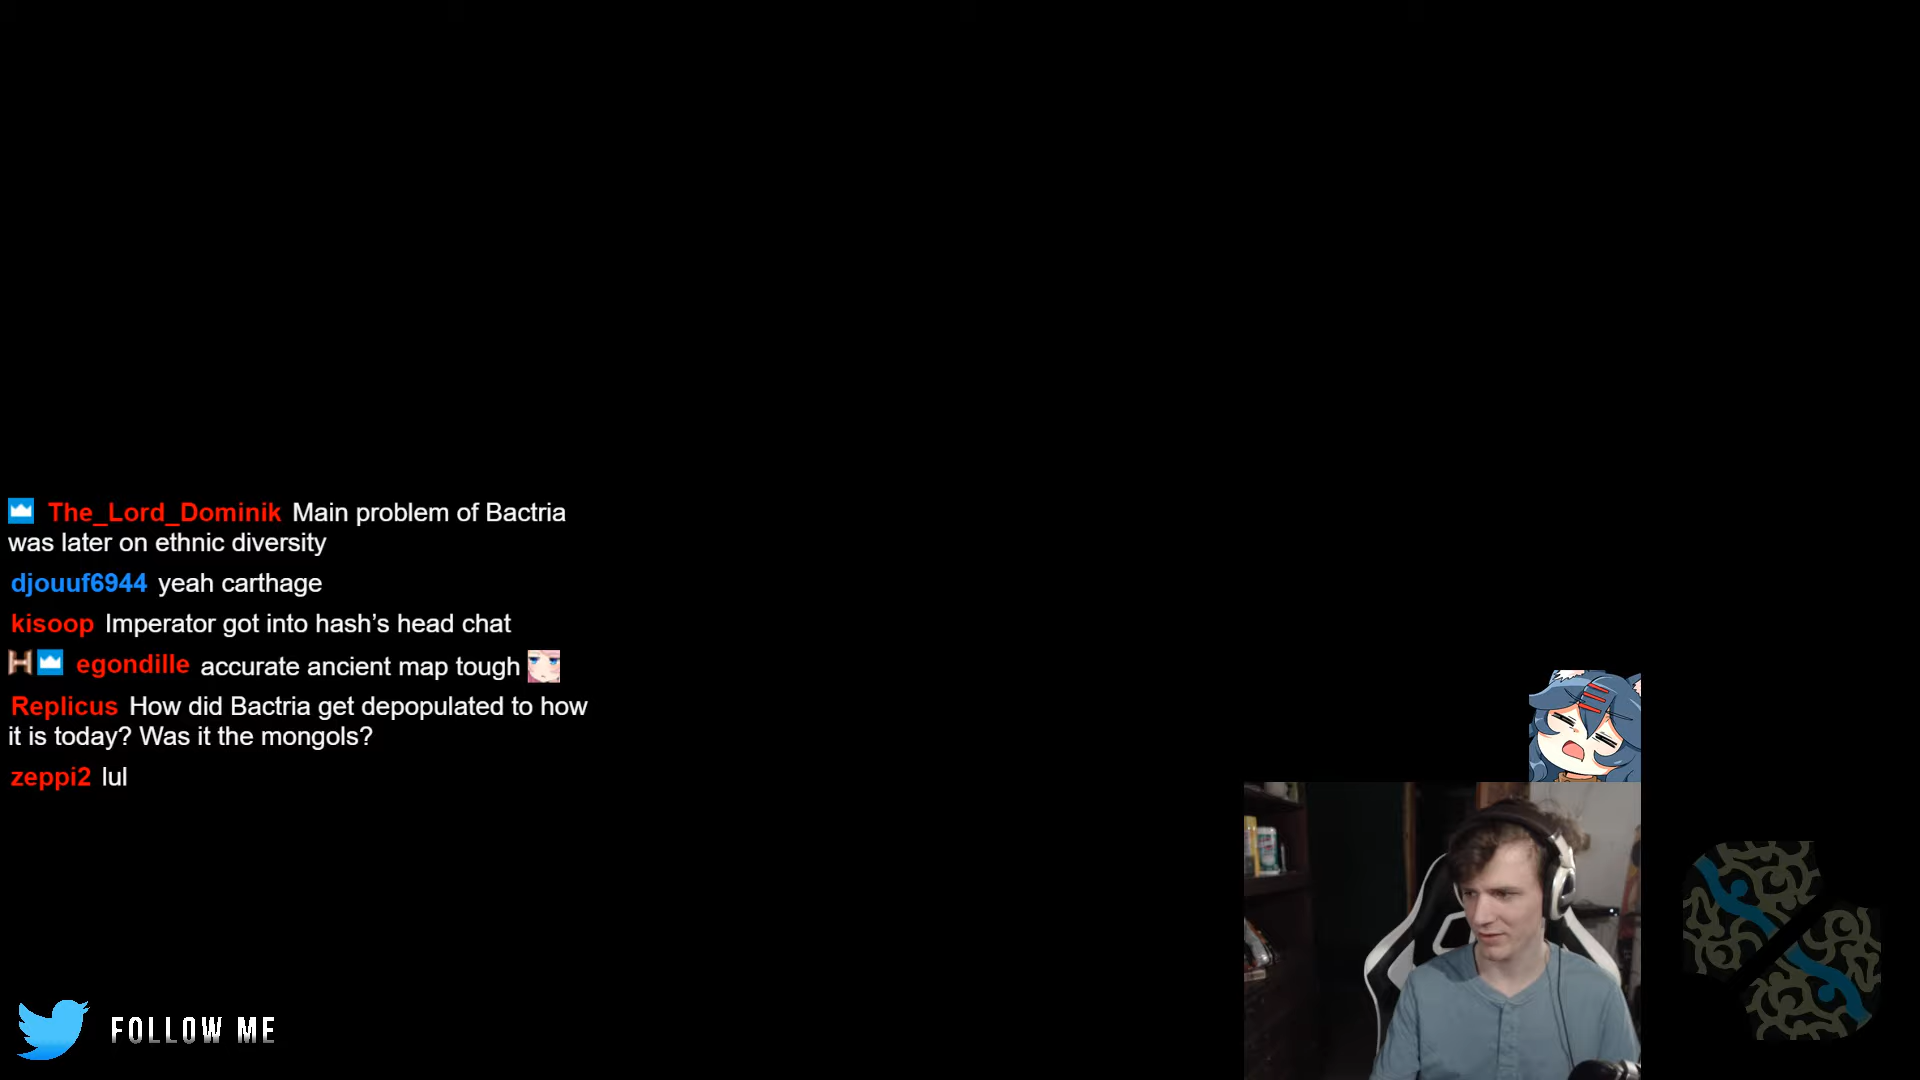 The_Lord_Dominik Main problem of Bactria
was later on ethnic diversity
djouuf6944 yeah carthage
kisoop Imperator got into hash's head chat
H egondille accurate ancient map tough
Replicus How did Bactria get depopulated to how
it is today? Was it the mongols?
zeppi2 lul
FOLLOW ME